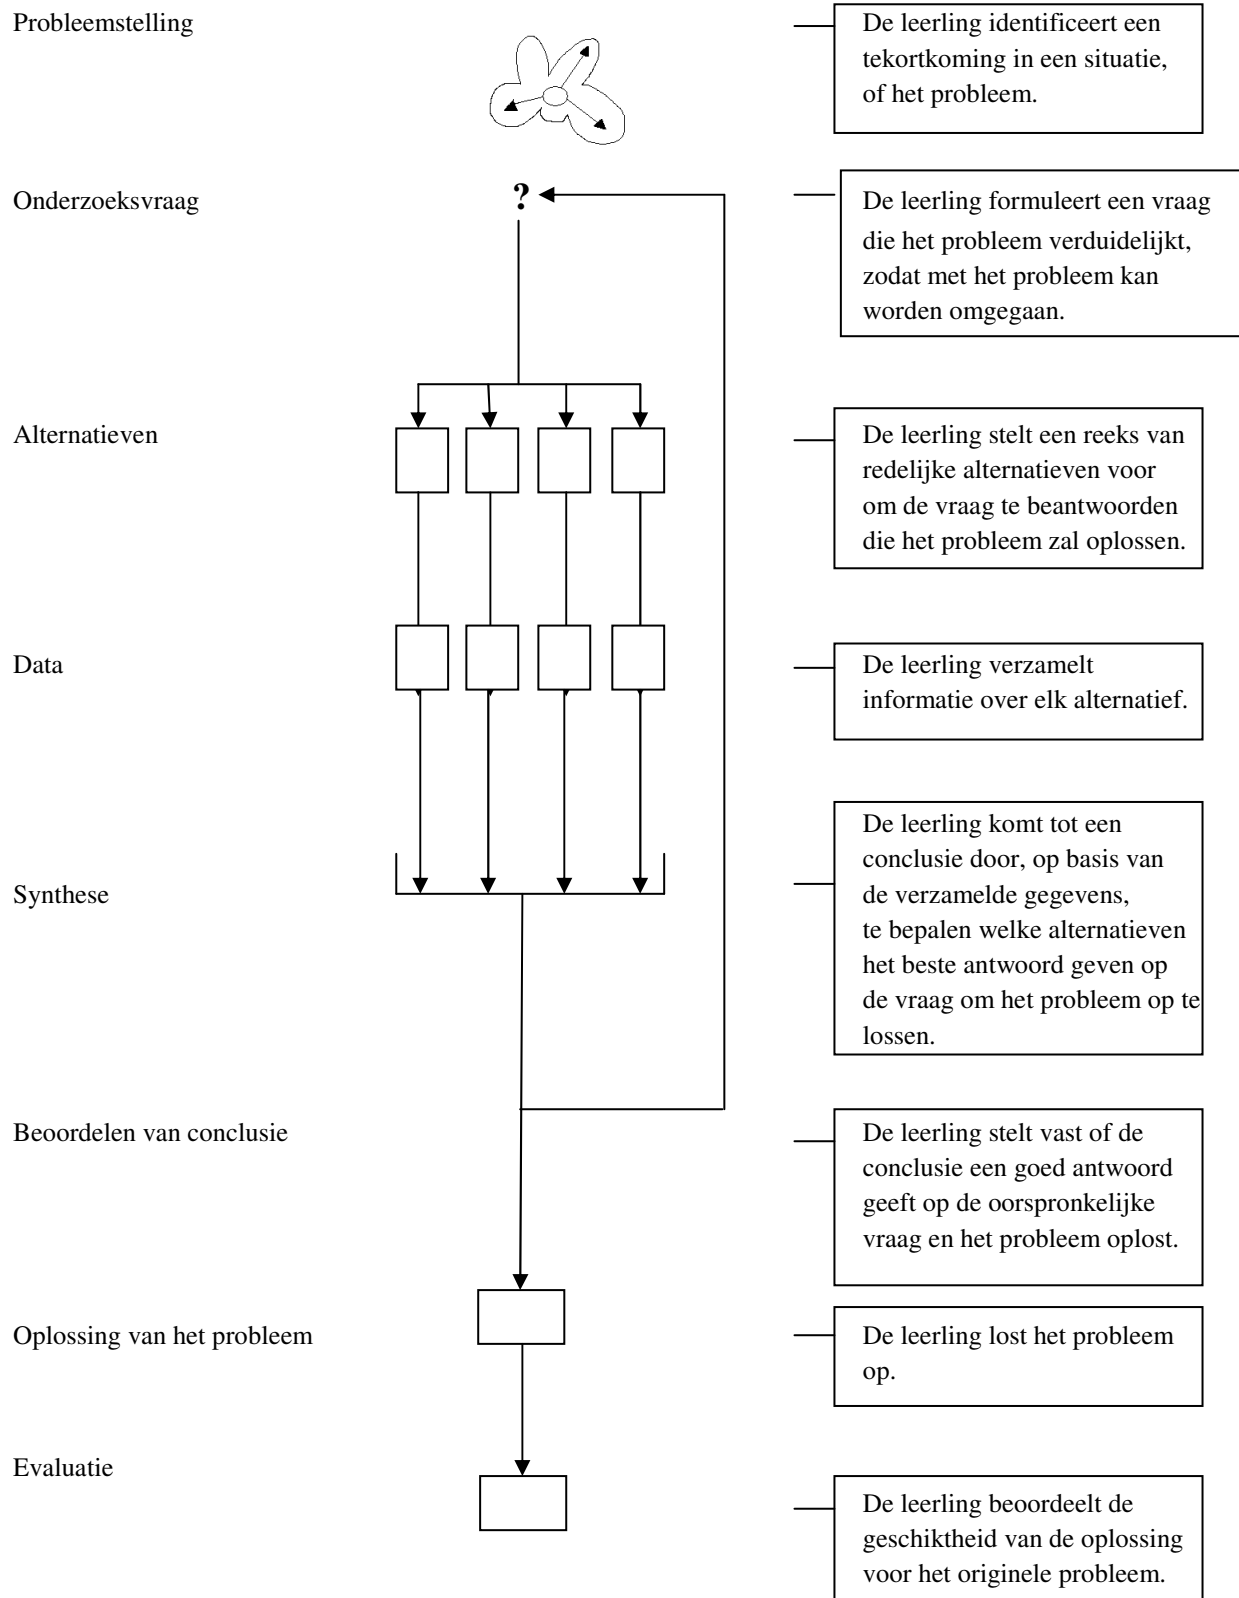 Probleemstelling
De leerling identificeert een
tekortkoming in een situatie,
of het probleem.
Onderzoeksvraag
?
De leerling formuleert een vraag
die het probleem verduidelijkt,
zodat met het probleem kan
worden omgegaan.
Alternatieven
De leerling stelt een reeks van
redelijke alternatieven voor
om de vraag te beantwoorden
die het probleem zal oplossen.
Data
De leerling verzamelt
informatie over elk alternatief.
Synthese
De leerling komt tot een
conclusie door, op basis van
de verzamelde gegevens,
te bepalen welke alternatieven
het beste antwoord geven op
de vraag om het probleem op te
lossen.
Beoordelen van conclusie
De leerling stelt vast of de
conclusie een goed antwoord
geeft op de oorspronkelijke
vraag en het probleem oplost.
Oplossing van het probleem
De leerling lost het probleem
op.
Evaluatie
De leerling beoordeelt de
geschiktheid van de oplossing
voor het originele probleem.